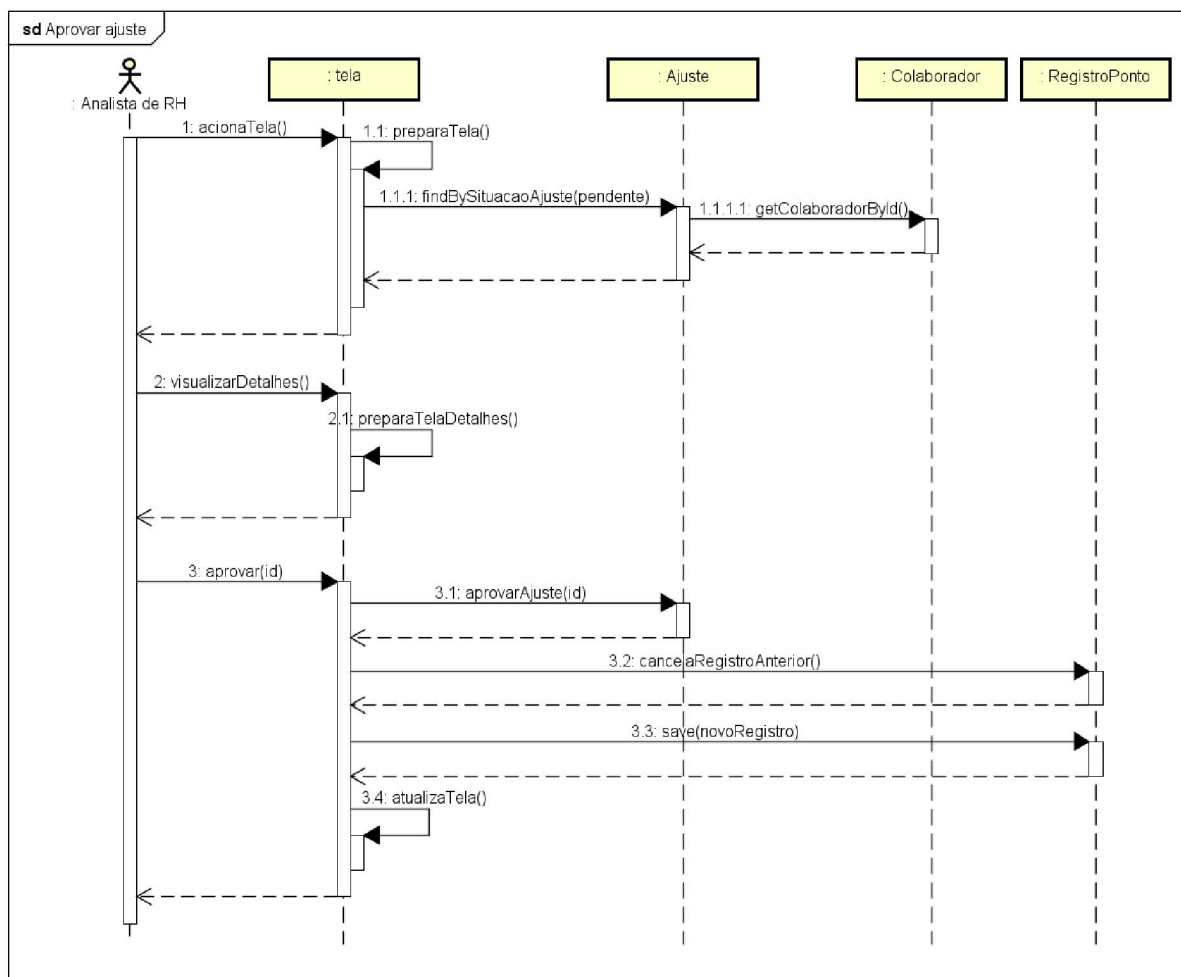 sd Aprovar ajuste
: Analista de RH
: tela
: Ajuste
: Colaborador
: RegistroPonto
1: acionaTela()
1.1: preparaTela()
1.1.1: findBySituacaoAjuste(pendente)
1.1.1.1: getColaboradorById()
2: visualizarDetalhes()
2.1: preparaTelaDetalhes()
3: aprovar(id)
3.1: aprovarAjuste(id)
3.2: cancelaRegistroAnterior()
3.3: save(novoRegistro)
3.4: atualizaTela()